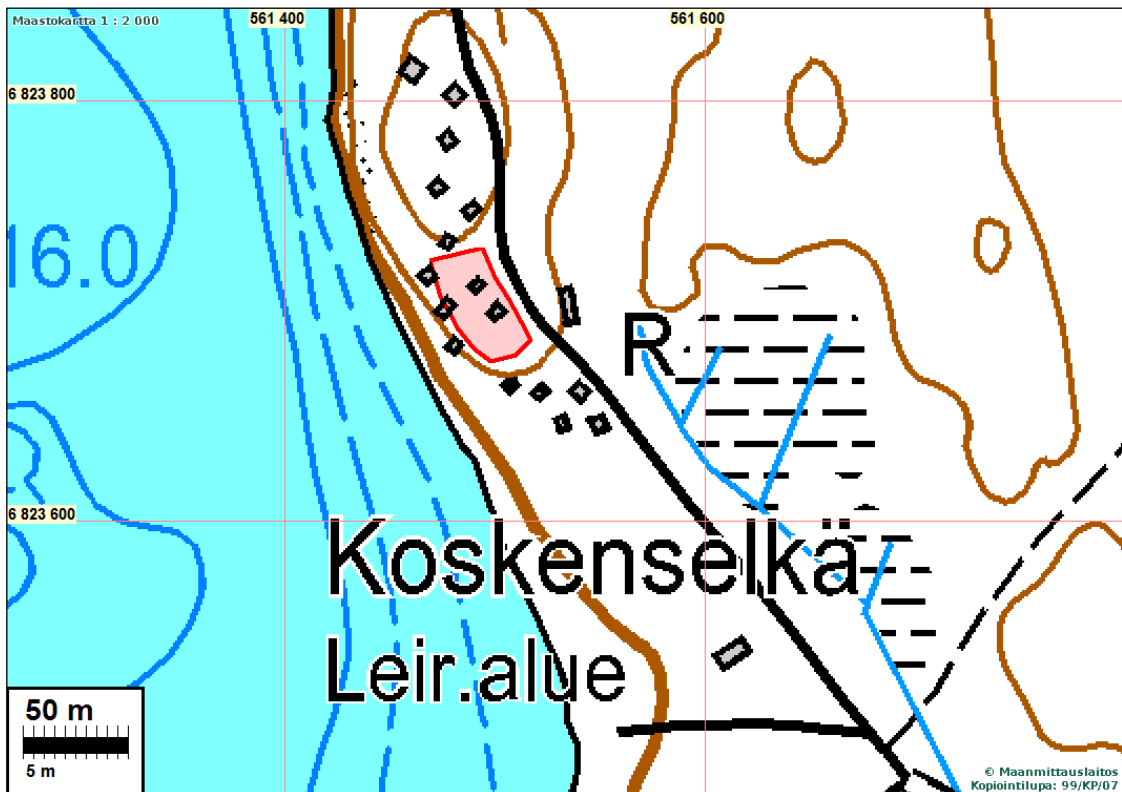 Maastokartta 1 : 2 000
561 400
561 600
6 823 800
16.0
R
6 823 600
Koskenselkä
Leir.alue
50 m
5 m
© Maanmittauslaitos
Kopiointilupa: 99/KP/07